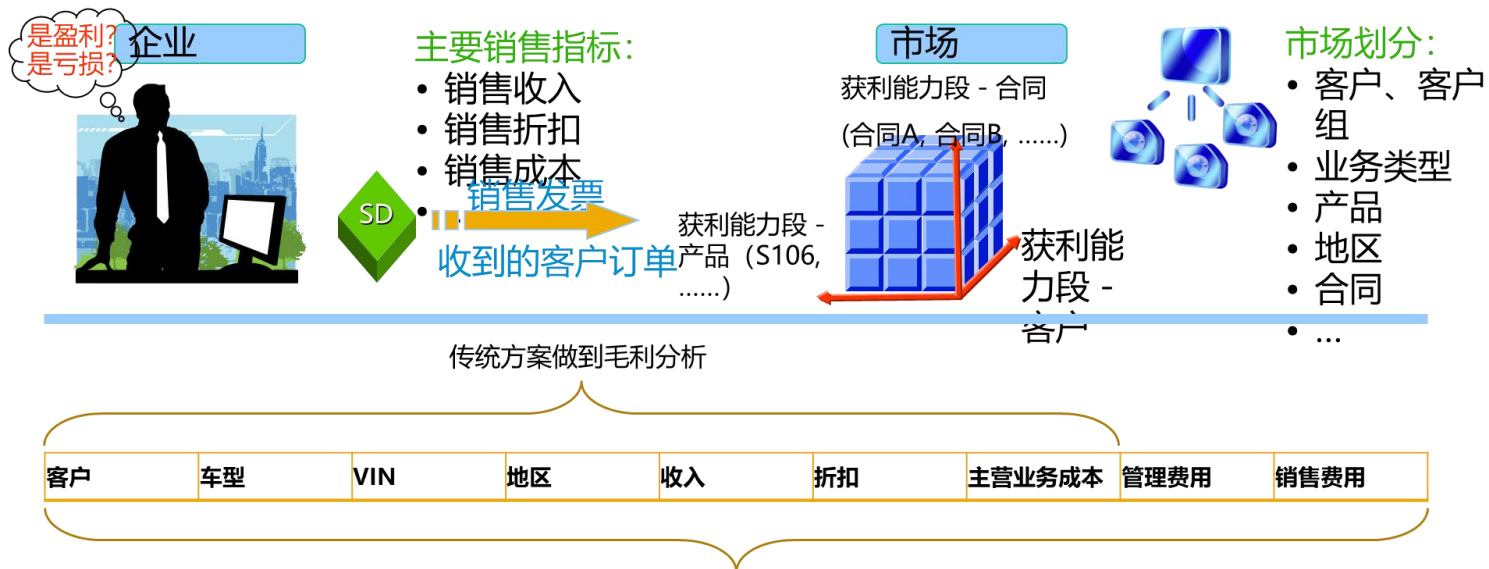 是盈利?
是亏损?
企业
主要销售指标：
• 销售收入
• 销售折扣
• 销售成本
销售发票
SD
收到的客户订单
市场
获利能力段 - 合同
(合同A, 合同B, ......)
获利能力段 -
产品（S106,
......）
获利能
力段 -
客户
市场划分：
• 客户、客户
组
• 业务类型
• 产品
• 地区
• 合同
• ...
传统方案做到毛利分析
客户 车型 VIN 地区 收入 折扣 主营业务成本 管理费用 销售费用